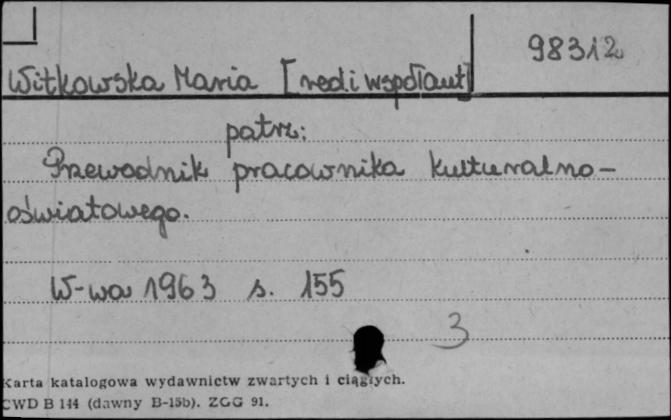 98312
Witkowska Maria [red. i współaut]
patrz:
Przewodnik pracownika kulturalno-
oświatowego.
W-wa 1963 s. 155
3
Karta katalogowa wydawnictw zwartych i ciągłych.
CWD B 144 (dawny B-15b). ZGG 91.